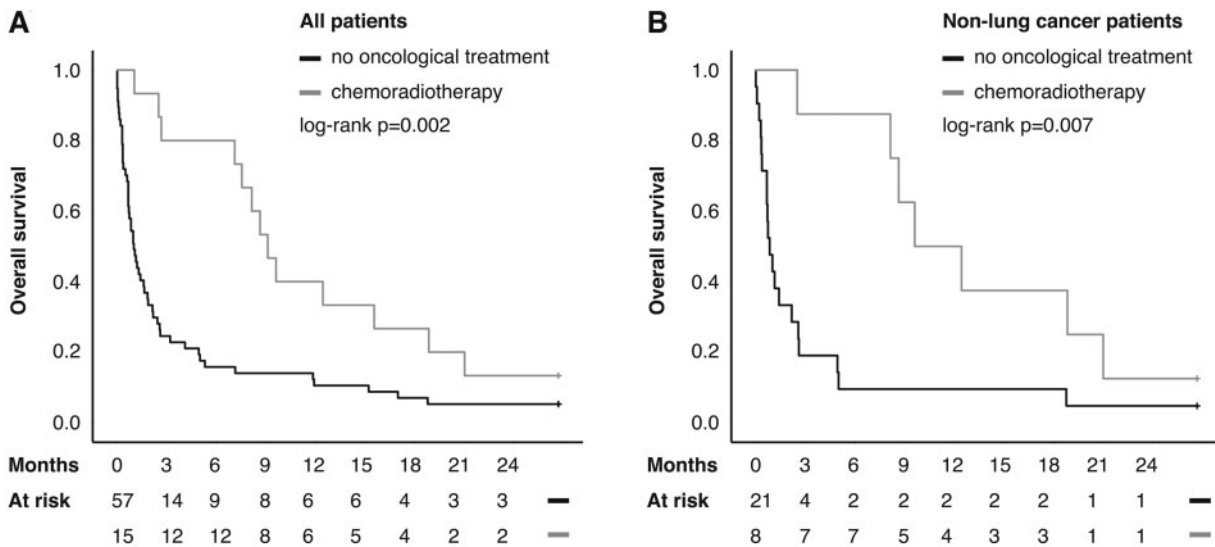 A
All patients
no oncological treatment
chemoradiotherapy
log-rank p=0.002
Overall survival
1.0
0.8
0.6
0.4
0.2
0.0
Months 0 3 6 9 12 15 18 21 24
At risk 57 14 9 8 6 6 4 3 3
15 12 12 8 6 5 4 2 2
B
Non-lung cancer patients
no oncological treatment
chemoradiotherapy
log-rank p=0.007
Overall survival
1.0
0.8
0.6
0.4
0.2
0.0
Months 0 3 6 9 12 15 18 21 24
At risk 21 4 2 2 2 2 2 1 1
8 7 7 5 4 3 3 1 1